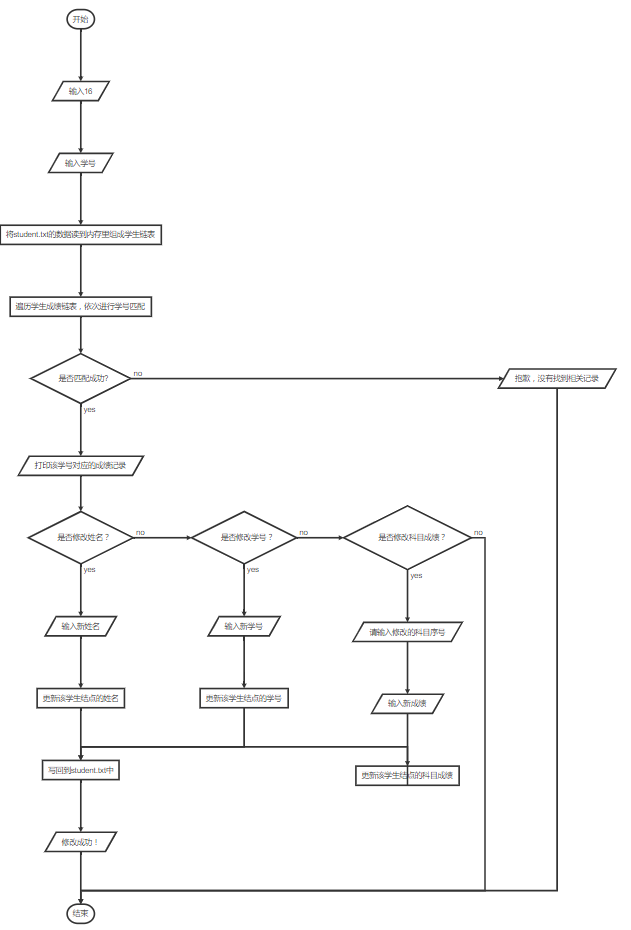 开始
输入16
输入学号
将student.txt的数据读到内存里组成学生链表
遍历学生成绩链表，依次进行学号匹配
是否匹配成功?
no
抱歉，没有找到相关记录
yes
打印该学号对应的成绩记录
是否修改姓名？
no
是否修改学号？
no
是否修改科目成绩？
no
yes
yes
yes
输入新姓名
输入新学号
请输入修改的科目序号
更新该学生结点的姓名
更新该学生结点的学号
输入新成绩
写回到student.txt中
更新该学生结点的科目成绩
修改成功！
结束